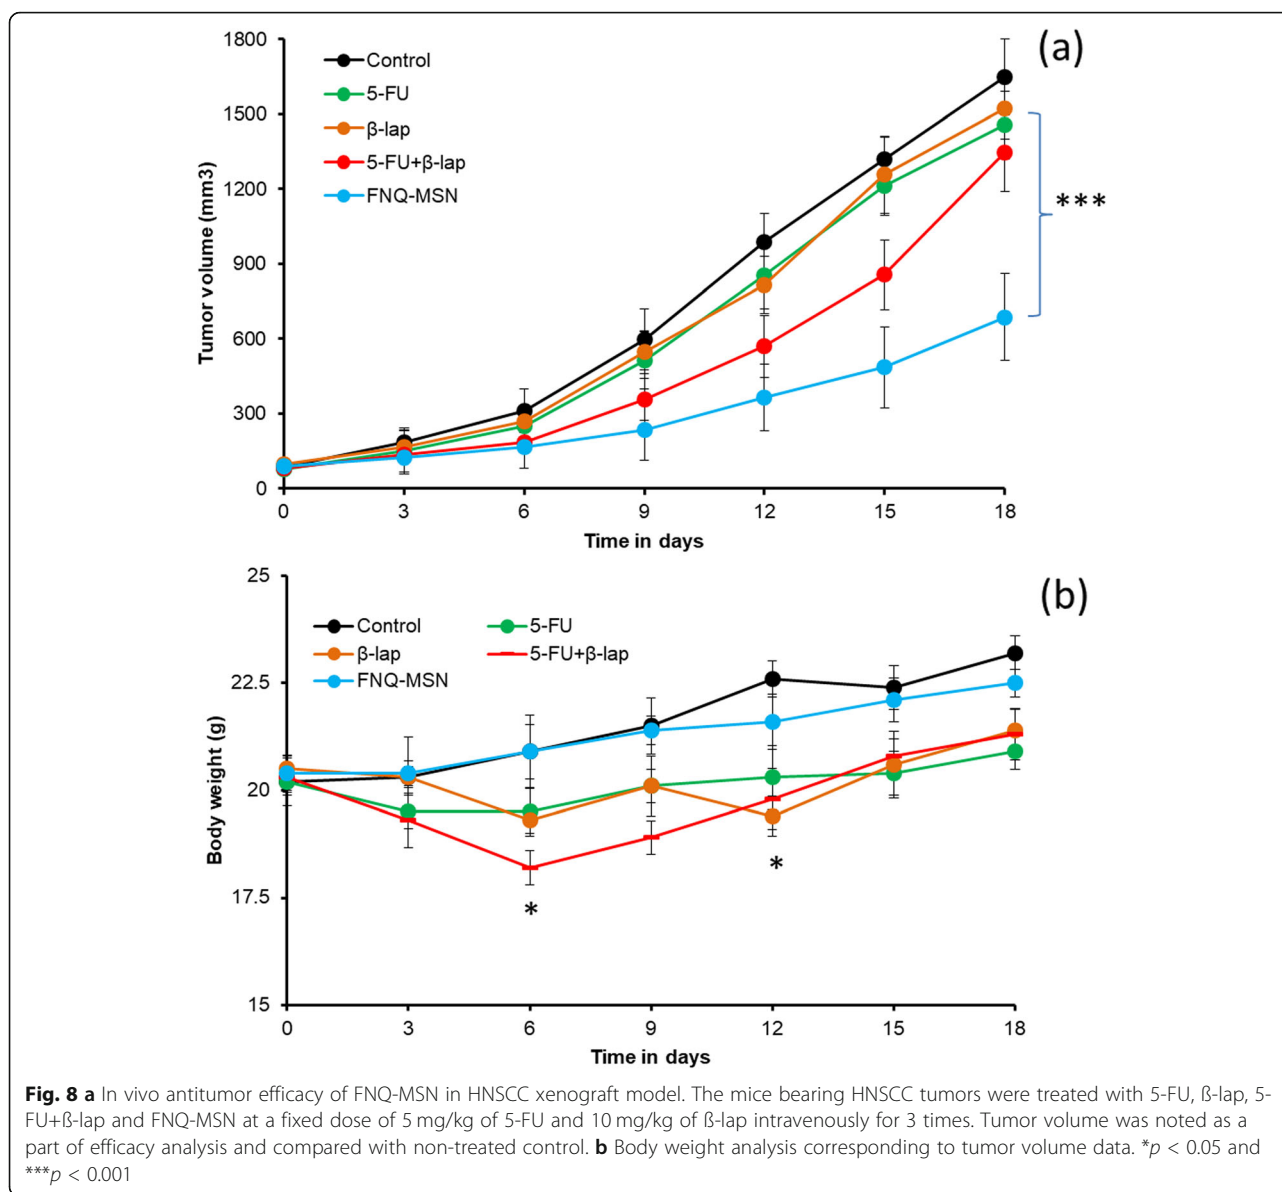 (a)
1800
1500
1200
900
600
300
0
Tumor volume (mm3)
Control
5-FU
β-lap
5-FU+β-lap
FNQ-MSN
***
0 3 6 9 12 15 18
Time in days
(b)
25
22.5
20
17.5
15
Body weight (g)
Control 5-FU
β-lap 5-FU+β-lap
FNQ-MSN
*
*
0 3 6 9 12 15 18
Time in days
Fig. 8 a In vivo antitumor efficacy of FNQ-MSN in HNSCC xenograft model. The mice bearing HNSCC tumors were treated with 5-FU, ß-lap, 5-
FU+ß-lap and FNQ-MSN at a fixed dose of 5 mg/kg of 5-FU and 10 mg/kg of ß-lap intravenously for 3 times. Tumor volume was noted as a
part of efficacy analysis and compared with non-treated control. b Body weight analysis corresponding to tumor volume data. *p < 0.05 and
***p < 0.001